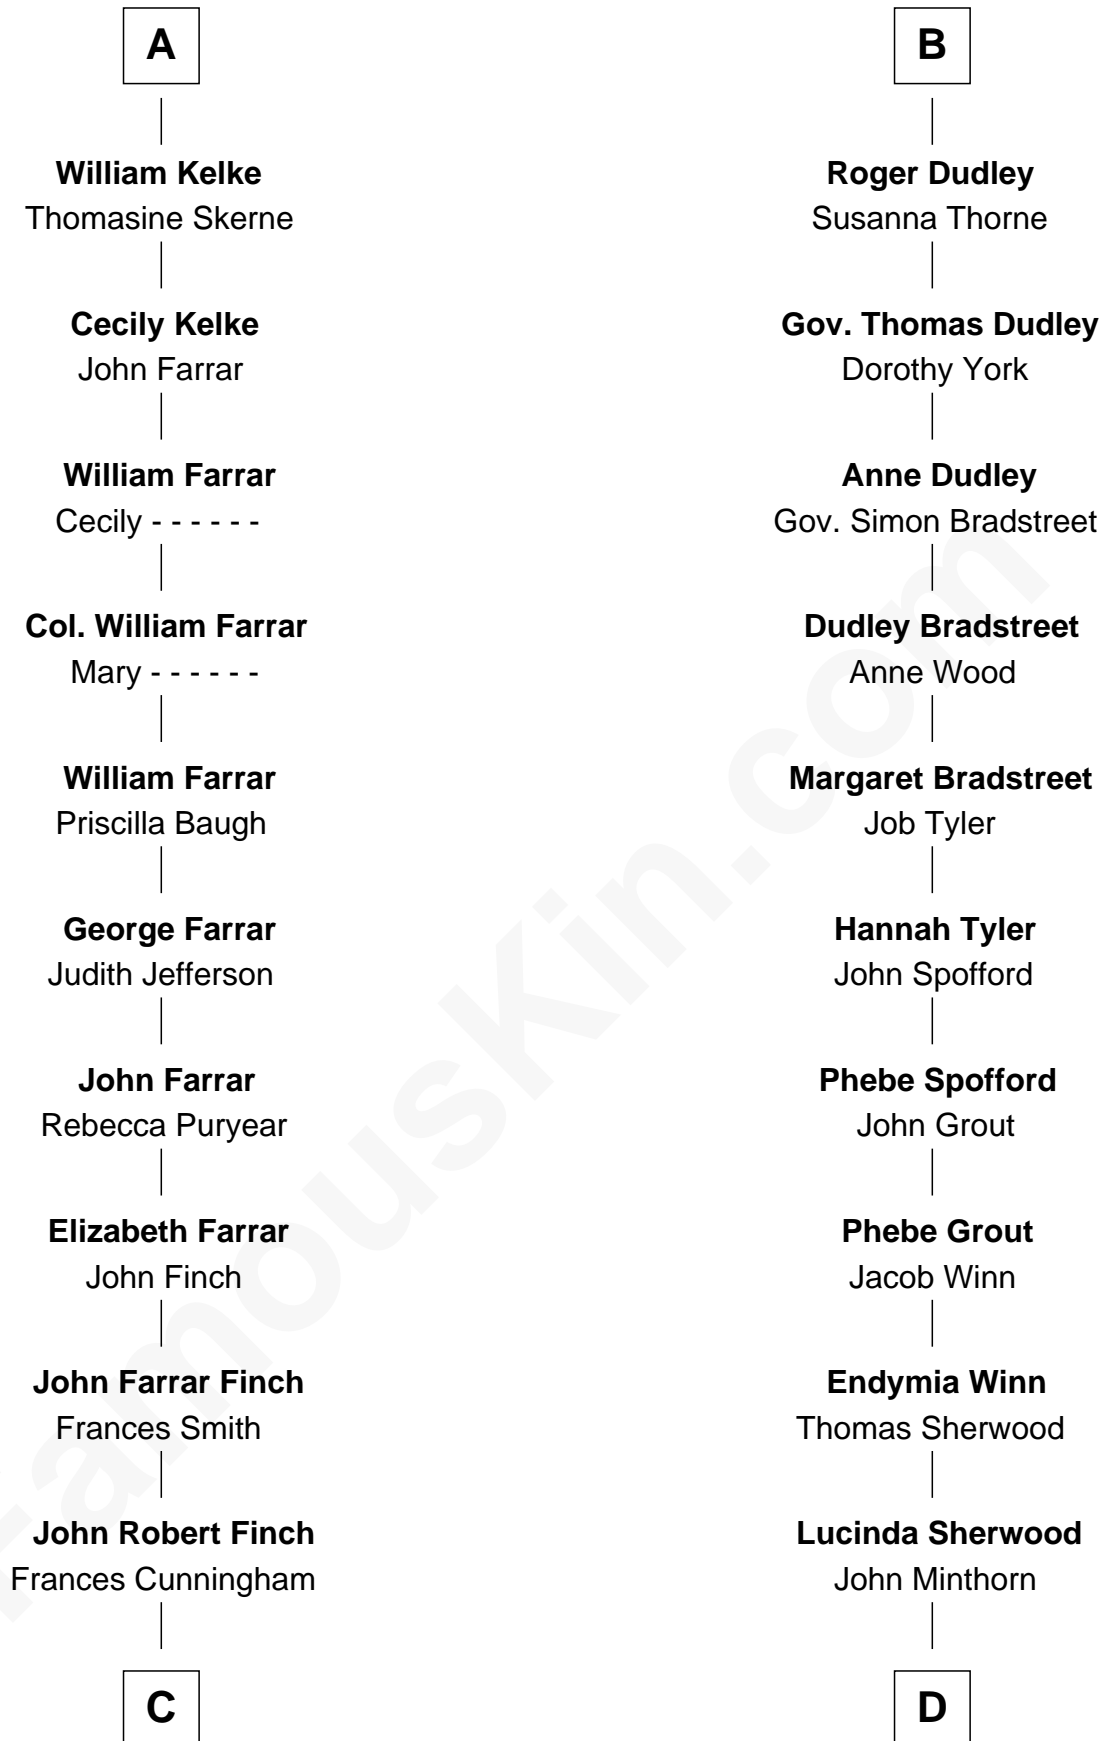 A
William Kelke
Thomasine Skerne
Cecily Kelke
John Farrar
William Farrar
Cecily - - - - - -
Col. William Farrar
Mary - - - - - -
William Farrar
Priscilla Baugh
George Farrar
Judith Jefferson
John Farrar
Rebecca Puryear
Elizabeth Farrar
John Finch
John Farrar Finch
Frances Smith
John Robert Finch
Frances Cunningham
C
B
Roger Dudley
Susanna Thorne
Gov. Thomas Dudley
Dorothy York
Anne Dudley
Gov. Simon Bradstreet
Dudley Bradstreet
Anne Wood
Margaret Bradstreet
Job Tyler
Hannah Tyler
John Spofford
Phebe Spofford
John Grout
Phebe Grout
Jacob Winn
Endymia Winn
Thomas Sherwood
Lucinda Sherwood
John Minthorn
D
FamousKin.com